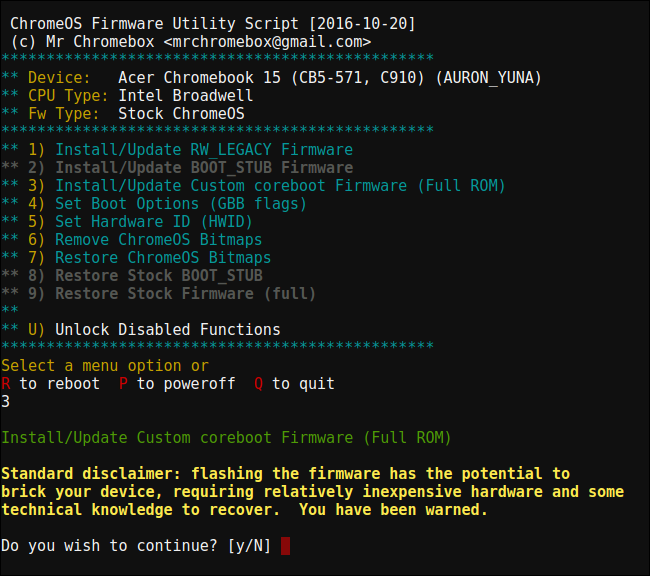 ChromeOS Firmware Utility Script [2016-10-20]
(c) Mr Chromebox <mrchromebox@gmail.com>
***********************************************
** Device:   Acer Chromebook 15 (CB5-571, C910) (AURON_YUNA)
** CPU Type: Intel Broadwell
** Fw Type:  Stock ChromeOS
***********************************************
** 1) Install/Update RW_LEGACY Firmware
** 2) Install/Update BOOT_STUB Firmware
** 3) Install/Update Custom coreboot Firmware (Full ROM)
** 4) Set Boot Options (GBB flags)
** 5) Set Hardware ID (HWID)
** 6) Remove ChromeOS Bitmaps
** 7) Restore ChromeOS Bitmaps
** 8) Restore Stock BOOT_STUB
** 9) Restore Stock Firmware (full)
**
** U) Unlock Disabled Functions
***********************************************
Select a menu option or
R to reboot  P to poweroff  Q to quit
3
Install/Update Custom coreboot Firmware (Full ROM)
Standard disclaimer: flashing the firmware has the potential to
brick your device, requiring relatively inexpensive hardware and some
technical knowledge to recover.  You have been warned.
Do you wish to continue? [y/N]